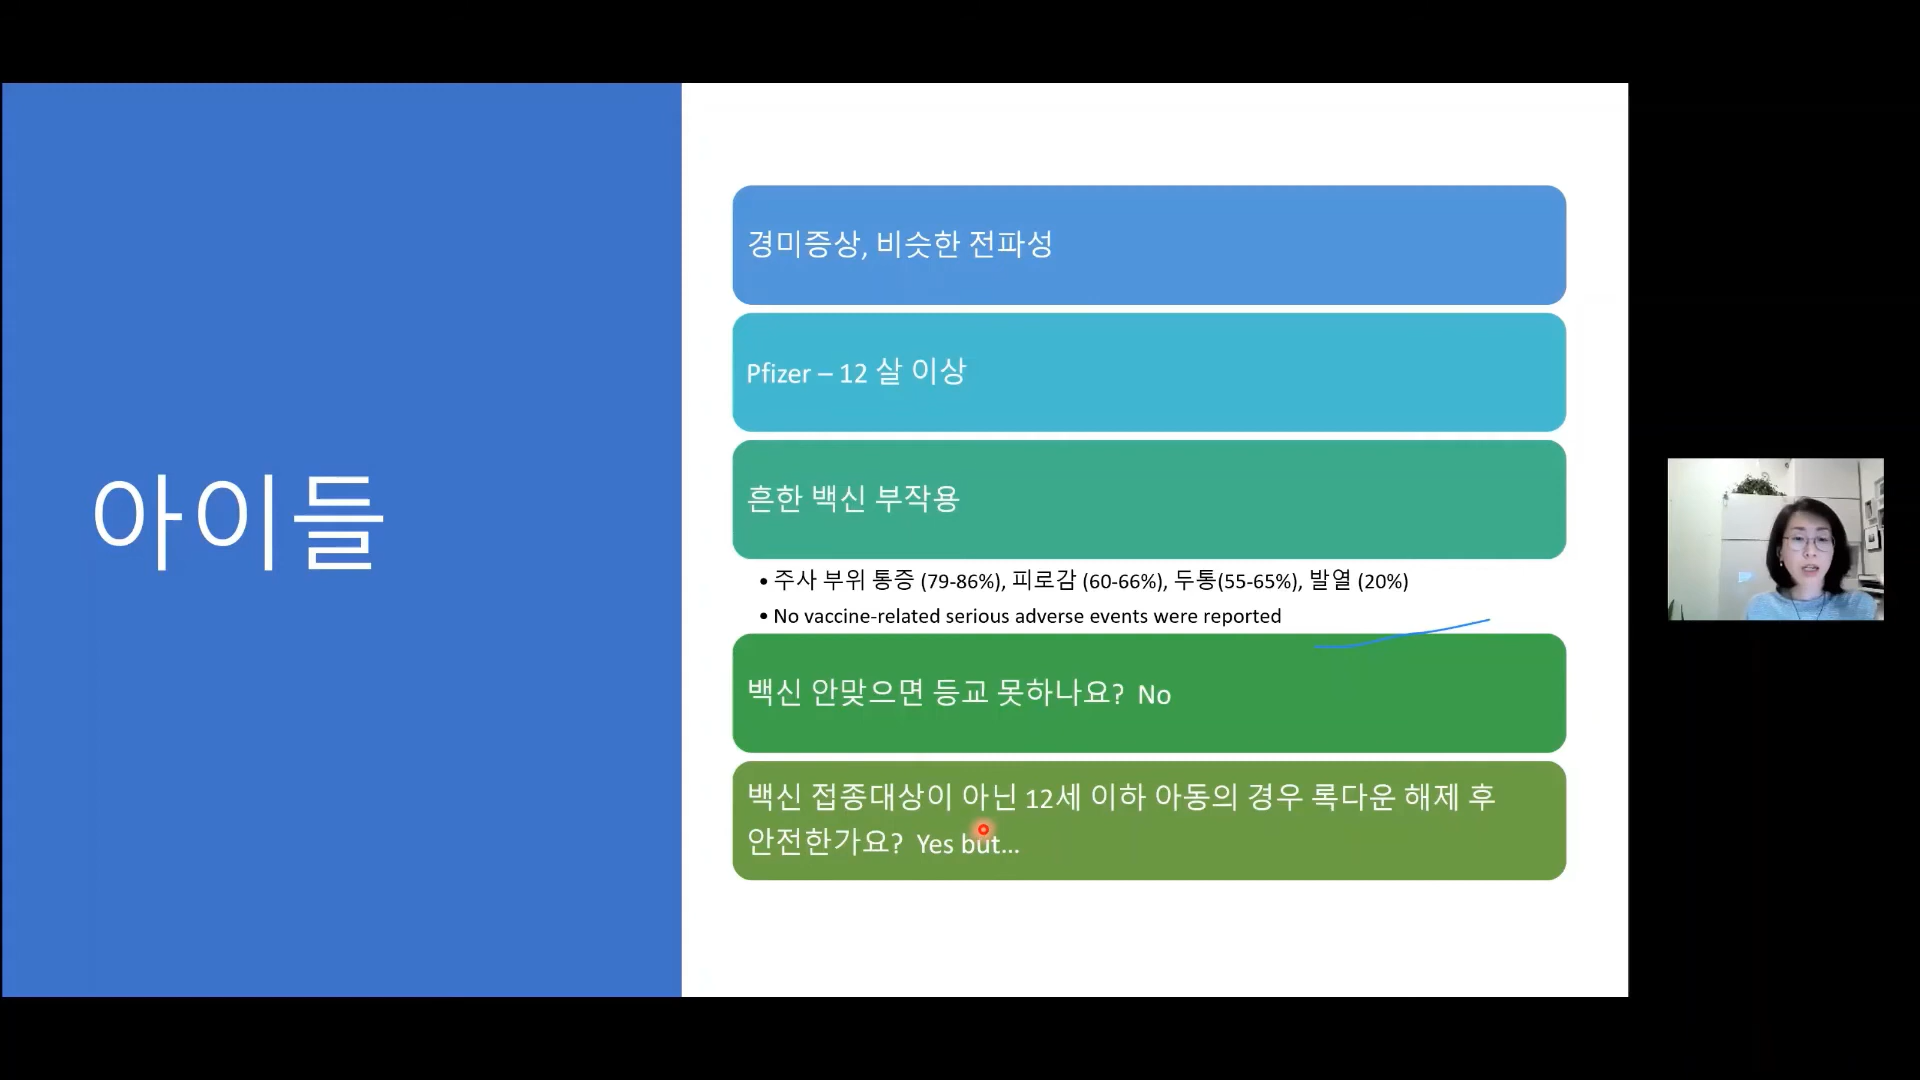 아이들
경미증상, 비슷한 전파성
Pfizer – 12 살 이상
흔한 백신 부작용
• 주사 부위 통증 (79-86%), 피로감 (60-66%), 두통(55-65%), 발열 (20%)
• No vaccine-related serious adverse events were reported
백신 안맞으면 등교 못하나요? No
백신 접종대상이 아닌 12세 이하 아동의 경우 록다운 해제 후
안전한가요? Yes but...